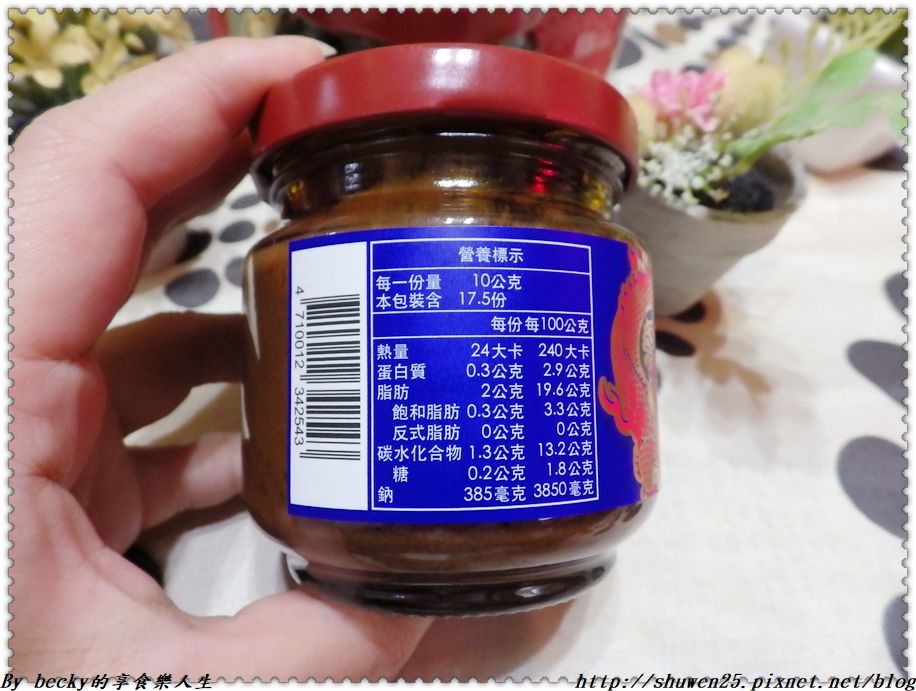 營養標示
每一份量 10公克
本包裝含 17.5份
每份 每100公克
熱量 24大卡 240大卡
蛋白質 0.3公克 2.9公克
脂肪 2公克 19.6公克
飽和脂肪 0.3公克 3.3公克
反式脂肪 0公克 0公克
碳水化合物 1.3公克 13.2公克
糖 0.2公克 1.8公克
鈉 385毫克 3850毫克
4 710012 342543
By becky的享食樂人生
http://shuwen25.pixnet.net/blog